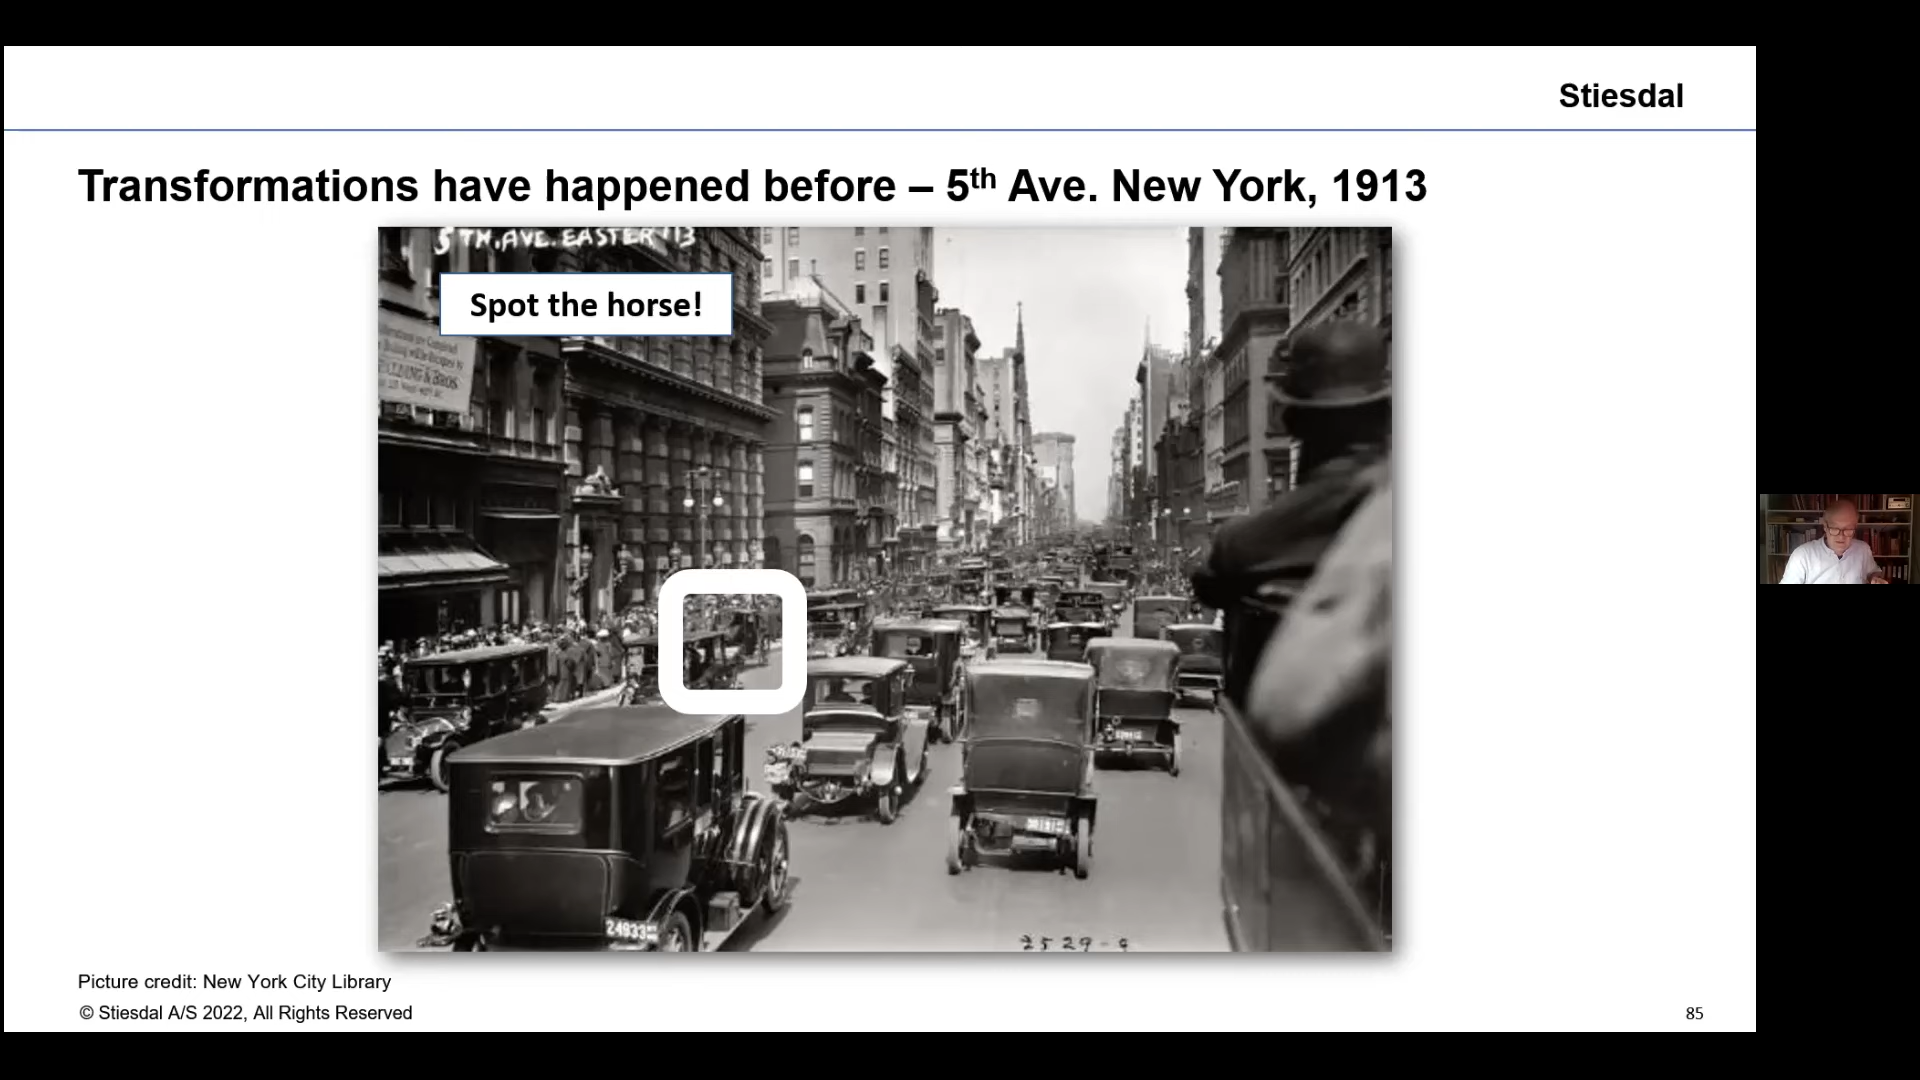 Stiesdal
Transformations have happened before – 5th Ave. New York, 1913
5TH. AVE. EASTER '13
Spot the horse!
& BROS
24933
2529-9
Picture credit: New York City Library
© Stiesdal A/S 2022, All Rights Reserved
85